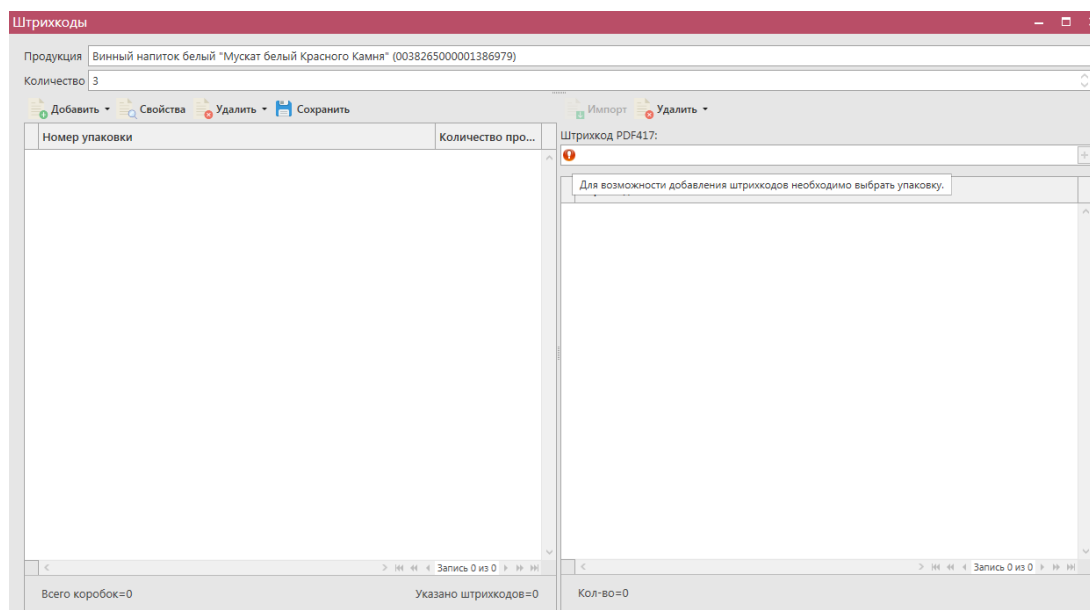 Штрихкоды
Продукция Винный напиток белый "Мускат белый Красного Камня" (0038265000001386979)
Количество 3
Добавить Свойства Удалить Сохранить
Номер упаковки Количество про...
Запись 0 из 0
Всего коробок=0 Указано штрихкодов=0
Импорт Удалить
Штрихкод PDF417:
Для возможности добавления штрихкодов необходимо выбрать упаковку.
Запись 0 из 0
Кол-во=0